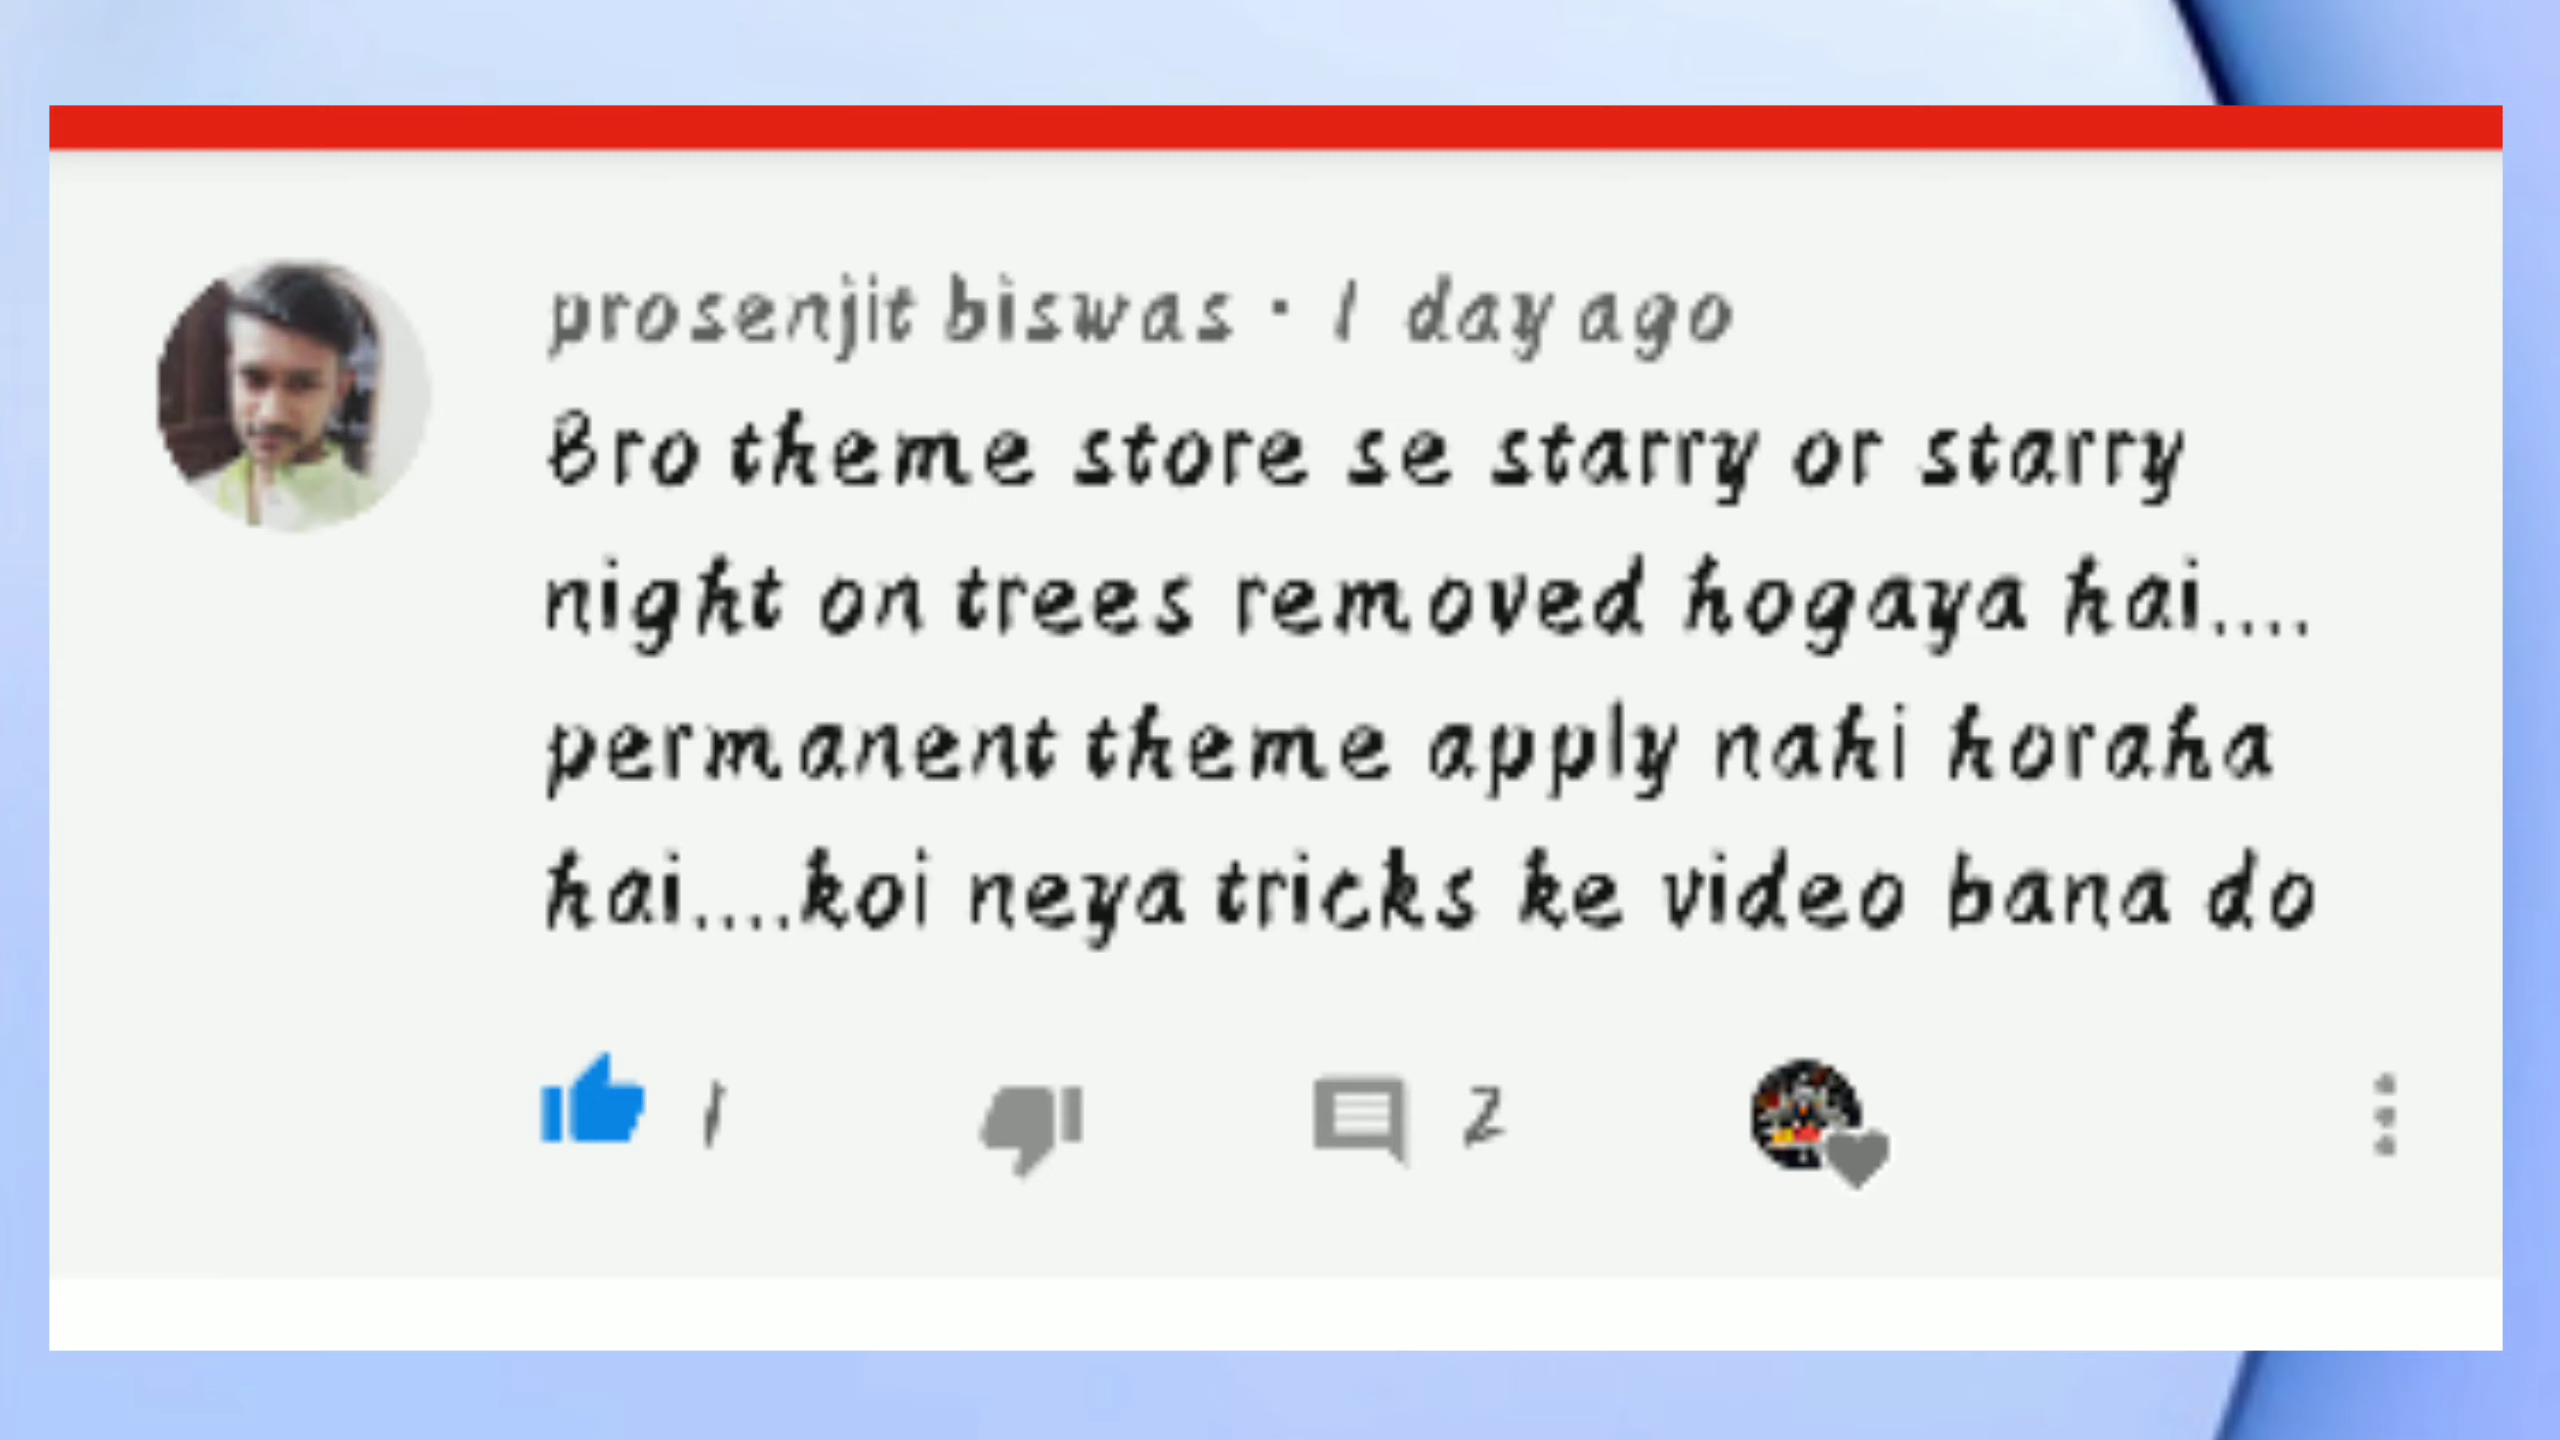 prosenjit biswas · 1 day ago
Bro theme store se starry or starry
night on trees removed hogaya hai....
permanent theme apply nahi horaha
hai....koi neya tricks ke video bana do
1 2